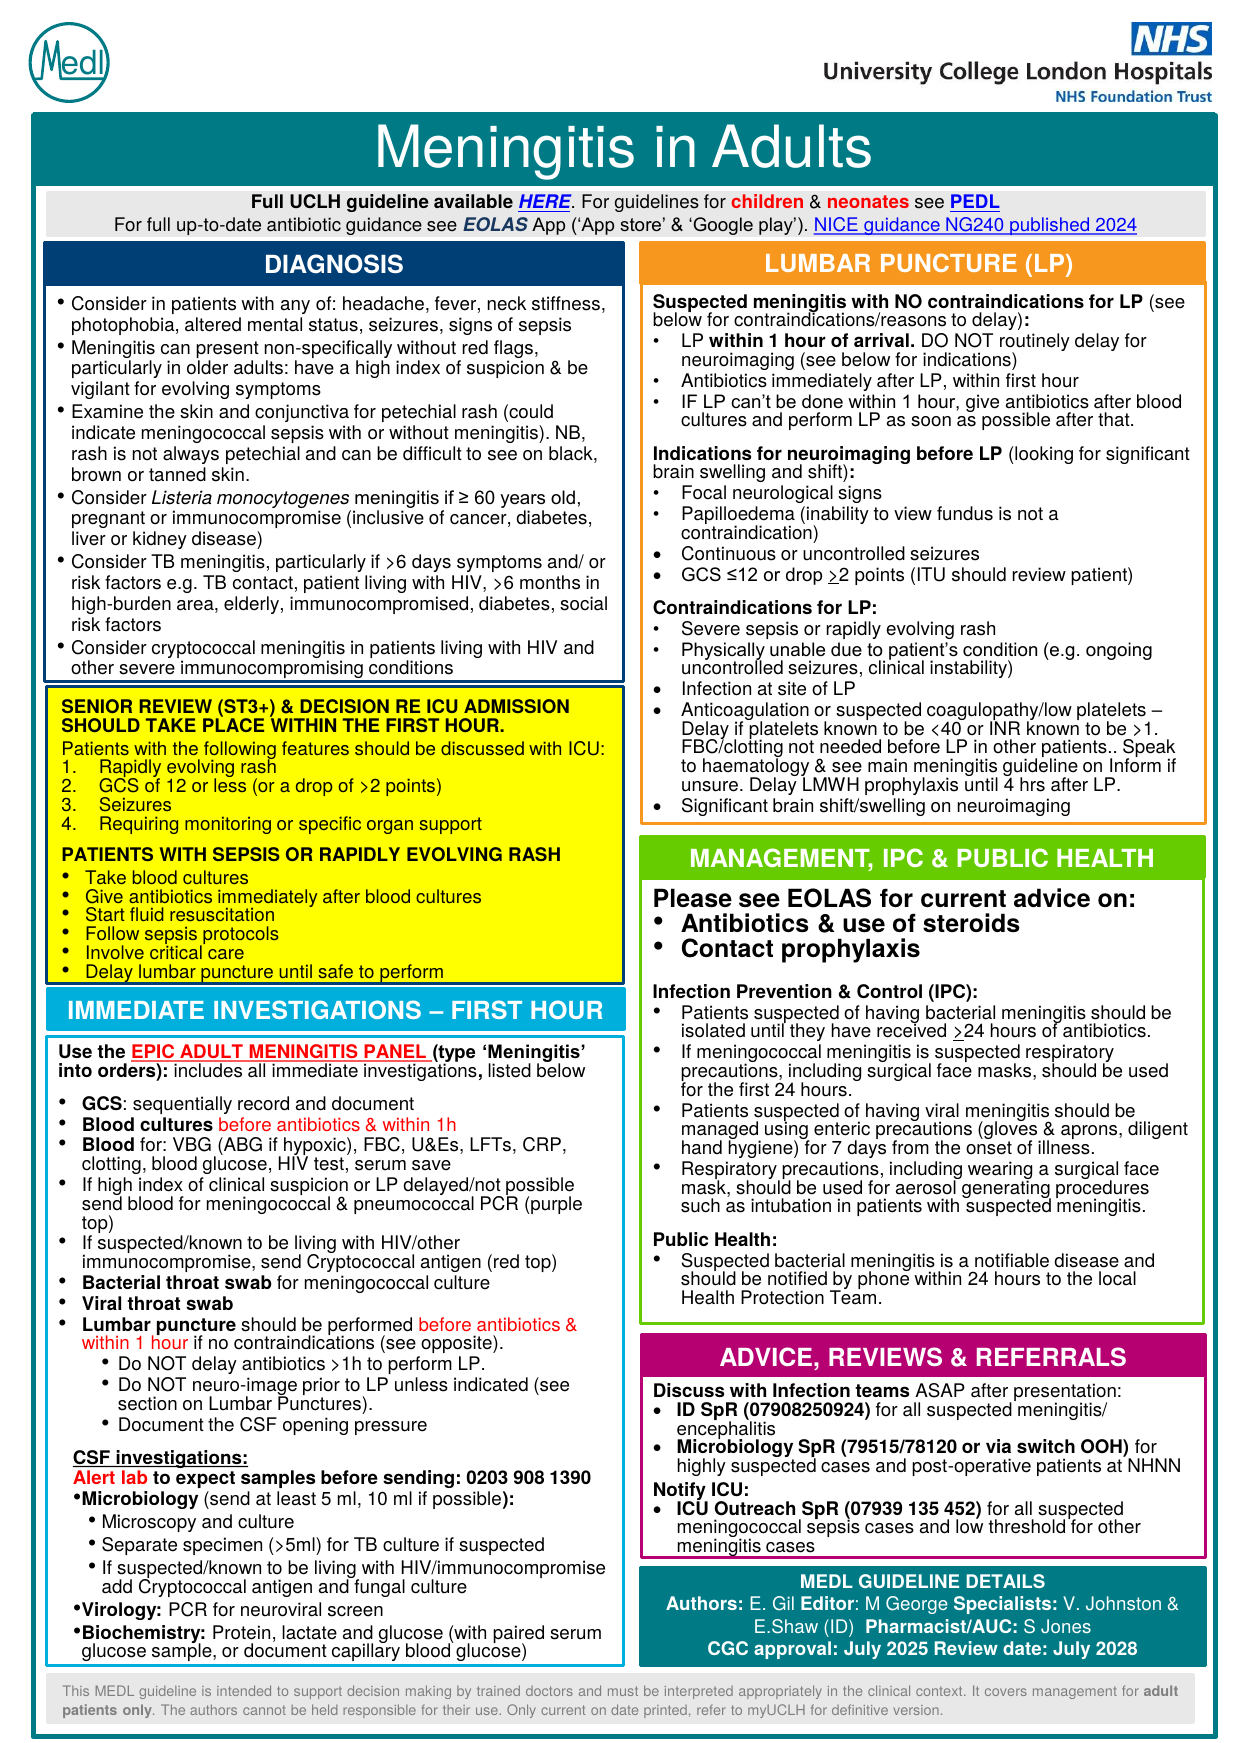 Medl
NHS
University College London Hospitals
NHS Foundation Trust
Meningitis in Adults
Full UCLH guideline available HERE. For guidelines for children & neonates see PEDL
For full up-to-date antibiotic guidance see EOLAS App (‘App store’ & ‘Google play’). NICE guidance NG240 published 2024
DIAGNOSIS
• Consider in patients with any of: headache, fever, neck stiffness,
photophobia, altered mental status, seizures, signs of sepsis
• Meningitis can present non-specifically without red flags,
particularly in older adults: have a high index of suspicion & be
vigilant for evolving symptoms
• Examine the skin and conjunctiva for petechial rash (could
indicate meningococcal sepsis with or without meningitis). NB,
rash is not always petechial and can be difficult to see on black,
brown or tanned skin.
• Consider Listeria monocytogenes meningitis if ≥ 60 years old,
pregnant or immunocompromise (inclusive of cancer, diabetes,
liver or kidney disease)
• Consider TB meningitis, particularly if >6 days symptoms and/ or
risk factors e.g. TB contact, patient living with HIV, >6 months in
high-burden area, elderly, immunocompromised, diabetes, social
risk factors
• Consider cryptococcal meningitis in patients living with HIV and
other severe immunocompromising conditions
SENIOR REVIEW (ST3+) & DECISION RE ICU ADMISSION
SHOULD TAKE PLACE WITHIN THE FIRST HOUR.
Patients with the following features should be discussed with ICU:
1. Rapidly evolving rash
2. GCS of 12 or less (or a drop of >2 points)
3. Seizures
4. Requiring monitoring or specific organ support
PATIENTS WITH SEPSIS OR RAPIDLY EVOLVING RASH
• Take blood cultures
• Give antibiotics immediately after blood cultures
• Start fluid resuscitation
• Follow sepsis protocols
• Involve critical care
• Delay lumbar puncture until safe to perform
IMMEDIATE INVESTIGATIONS – FIRST HOUR
Use the EPIC ADULT MENINGITIS PANEL (type ‘Meningitis’
into orders): includes all immediate investigations, listed below
• GCS: sequentially record and document
• Blood cultures before antibiotics & within 1h
• Blood for: VBG (ABG if hypoxic), FBC, U&Es, LFTs, CRP,
clotting, blood glucose, HIV test, serum save
• If high index of clinical suspicion or LP delayed/not possible
send blood for meningococcal & pneumococcal PCR (purple
top)
• If suspected/known to be living with HIV/other
immunocompromise, send Cryptococcal antigen (red top)
• Bacterial throat swab for meningococcal culture
• Viral throat swab
• Lumbar puncture should be performed before antibiotics &
within 1 hour if no contraindications (see opposite).
• Do NOT delay antibiotics >1h to perform LP.
• Do NOT neuro-image prior to LP unless indicated (see
section on Lumbar Punctures).
• Document the CSF opening pressure
CSF investigations:
Alert lab to expect samples before sending: 0203 908 1390
•Microbiology (send at least 5 ml, 10 ml if possible):
• Microscopy and culture
• Separate specimen (>5ml) for TB culture if suspected
• If suspected/known to be living with HIV/immunocompromise
add Cryptococcal antigen and fungal culture
•Virology: PCR for neuroviral screen
•Biochemistry: Protein, lactate and glucose (with paired serum
glucose sample, or document capillary blood glucose)
LUMBAR PUNCTURE (LP)
Suspected meningitis with NO contraindications for LP (see
below for contraindications/reasons to delay):
• LP within 1 hour of arrival. DO NOT routinely delay for
neuroimaging (see below for indications)
• Antibiotics immediately after LP, within first hour
• IF LP can’t be done within 1 hour, give antibiotics after blood
cultures and perform LP as soon as possible after that.
Indications for neuroimaging before LP (looking for significant
brain swelling and shift):
• Focal neurological signs
• Papilloedema (inability to view fundus is not a
contraindication)
• Continuous or uncontrolled seizures
• GCS ≤12 or drop >2 points (ITU should review patient)
Contraindications for LP:
• Severe sepsis or rapidly evolving rash
• Physically unable due to patient’s condition (e.g. ongoing
uncontrolled seizures, clinical instability)
• Infection at site of LP
• Anticoagulation or suspected coagulopathy/low platelets –
Delay if platelets known to be <40 or INR known to be >1.
FBC/clotting not needed before LP in other patients.. Speak
to haematology & see main meningitis guideline on Inform if
unsure. Delay LMWH prophylaxis until 4 hrs after LP.
• Significant brain shift/swelling on neuroimaging
MANAGEMENT, IPC & PUBLIC HEALTH
Please see EOLAS for current advice on:
• Antibiotics & use of steroids
• Contact prophylaxis
Infection Prevention & Control (IPC):
• Patients suspected of having bacterial meningitis should be
isolated until they have received >24 hours of antibiotics.
• If meningococcal meningitis is suspected respiratory
precautions, including surgical face masks, should be used
for the first 24 hours.
• Patients suspected of having viral meningitis should be
managed using enteric precautions (gloves & aprons, diligent
hand hygiene) for 7 days from the onset of illness.
• Respiratory precautions, including wearing a surgical face
mask, should be used for aerosol generating procedures
such as intubation in patients with suspected meningitis.
Public Health:
• Suspected bacterial meningitis is a notifiable disease and
should be notified by phone within 24 hours to the local
Health Protection Team.
ADVICE, REVIEWS & REFERRALS
Discuss with Infection teams ASAP after presentation:
• ID SpR (07908250924) for all suspected meningitis/
encephalitis
• Microbiology SpR (79515/78120 or via switch OOH) for
highly suspected cases and post-operative patients at NHNN
Notify ICU:
• ICU Outreach SpR (07939 135 452) for all suspected
meningococcal sepsis cases and low threshold for other
meningitis cases
MEDL GUIDELINE DETAILS
Authors: E. Gil Editor: M George Specialists: V. Johnston &
E.Shaw (ID) Pharmacist/AUC: S Jones
CGC approval: July 2025 Review date: July 2028
This MEDL guideline is intended to support decision making by trained doctors and must be interpreted appropriately in the clinical context. It covers management for adult
patients only. The authors cannot be held responsible for their use. Only current on date printed, refer to myUCLH for definitive version.